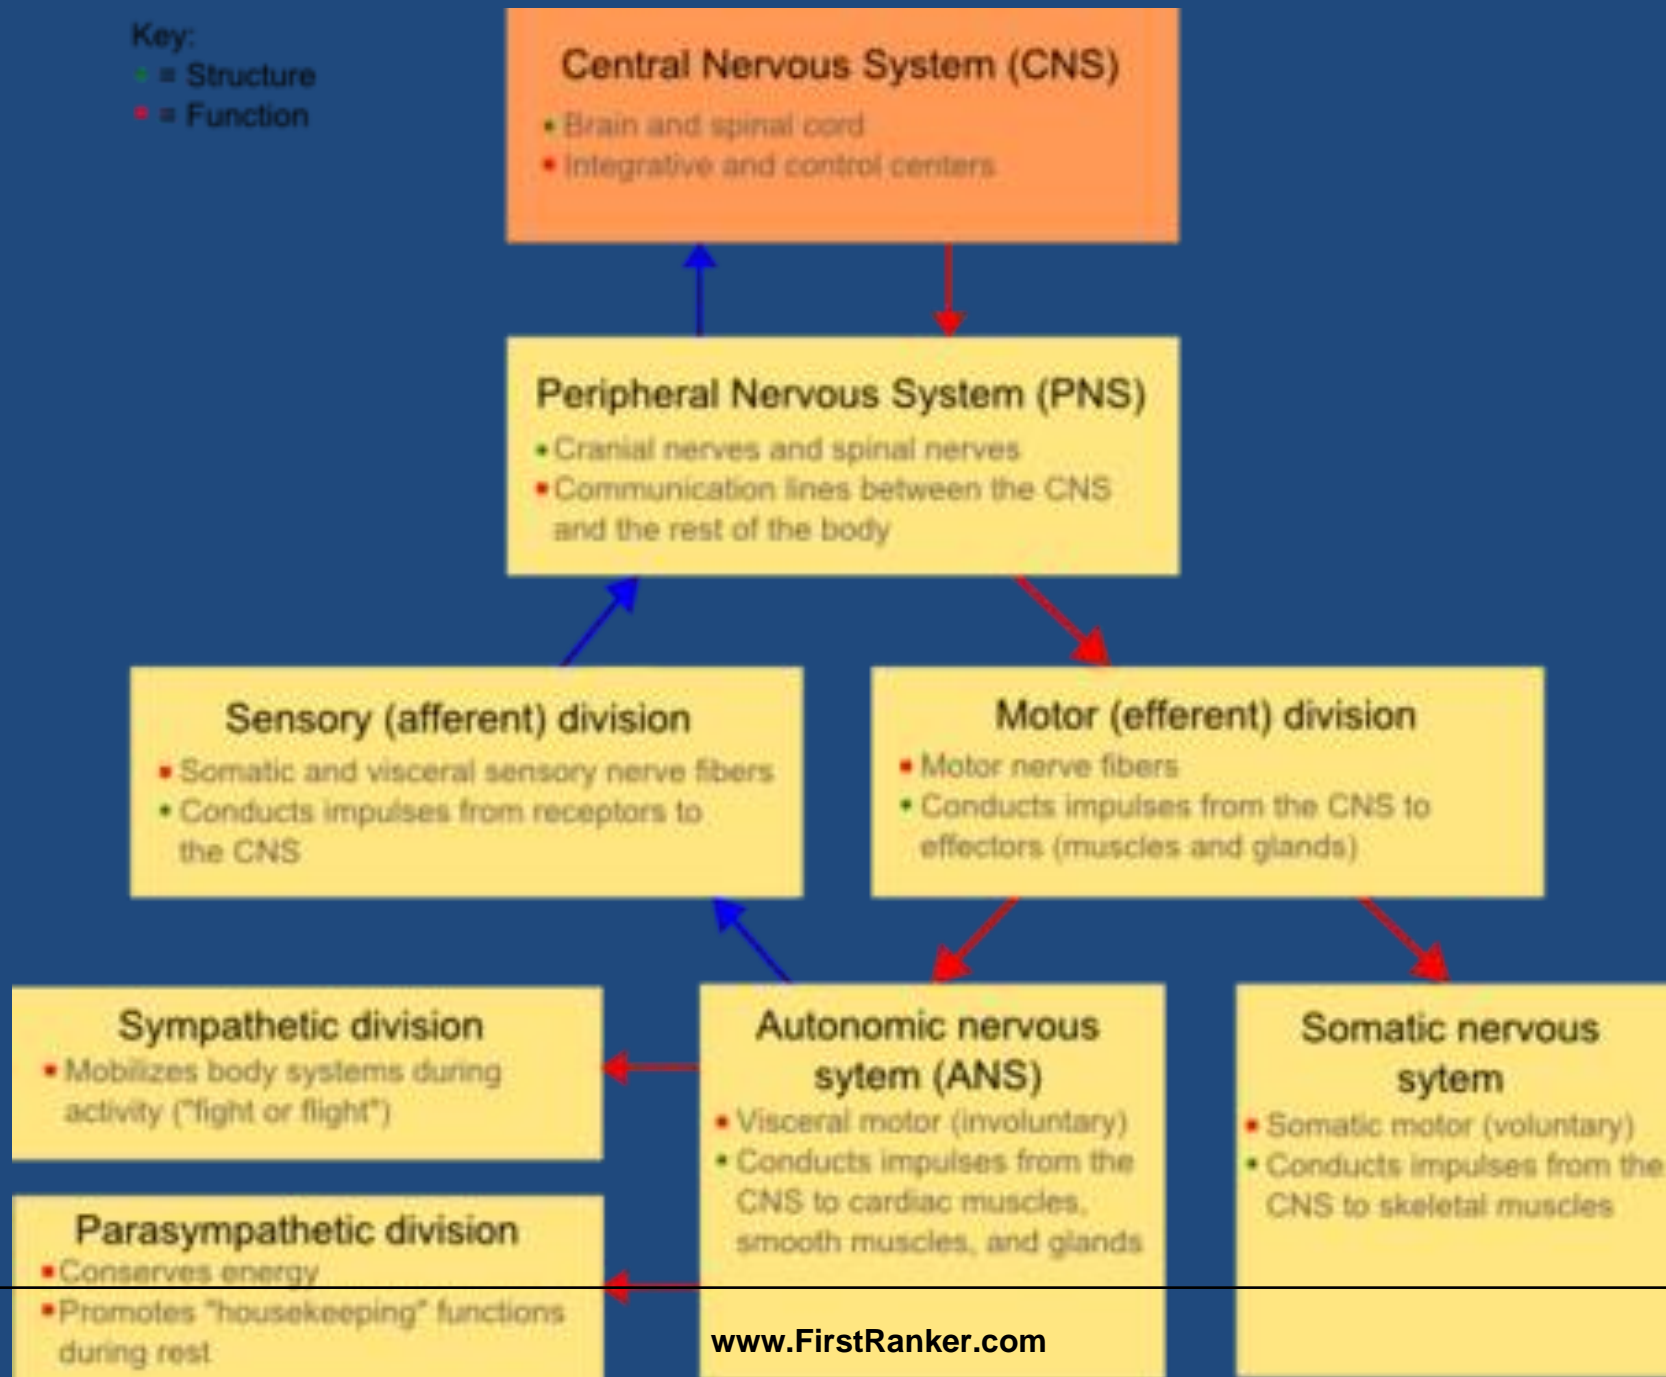 Key:
= Structure
= Function
Central Nervous System (CNS)
Brain and spinal cord
Integrative and control centers
Peripheral Nervous System (PNS)
Cranial nerves and spinal nerves
Communication lines between the CNS
and the rest of the body
Sensory (afferent) division
Somatic and visceral sensory nerve fibers
Conducts impulses from receptors to
the CNS
Motor (efferent) division
Motor nerve fibers
Conducts impulses from the CNS to
effectors (muscles and glands)
Sympathetic division
Mobilizes body systems during
activity ("fight or flight")
Autonomic nervous
sytem (ANS)
Visceral motor (involuntary)
Conducts impulses from the
CNS to cardiac muscles,
smooth muscles, and glands
Somatic nervous
sytem
Somatic motor (voluntary)
Conducts impulses from the
CNS to skeletal muscles
Parasympathetic division
Conserves energy
Promotes "housekeeping" functions
during rest
www.FirstRanker.com